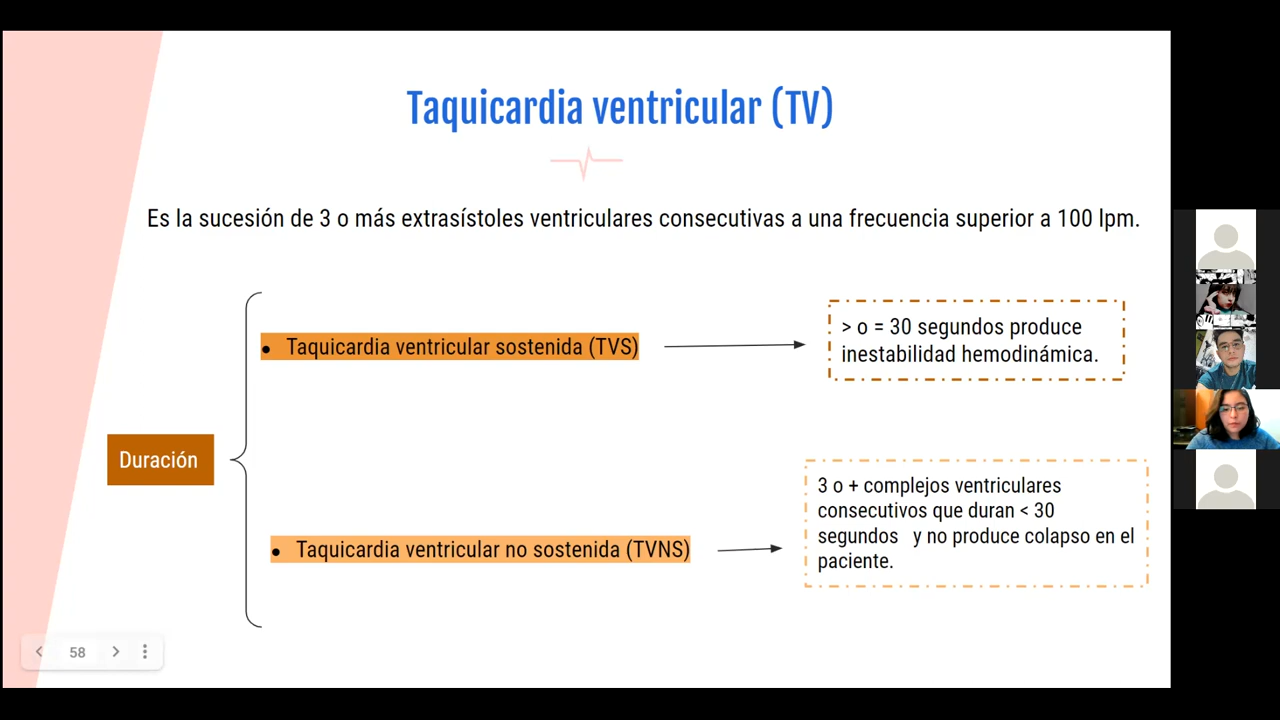 Taquicardia ventricular (TV)
Es la sucesión de 3 o más extrasístoles ventriculares consecutivas a una frecuencia superior a 100 lpm.
● Taquicardia ventricular sostenida (TVS)
> o = 30 segundos produce
inestabilidad hemodinámica.
Duración
● Taquicardia ventricular no sostenida (TVNS)
3 o + complejos ventriculares
consecutivos que duran < 30
segundos y no produce colapso en el
paciente.
58